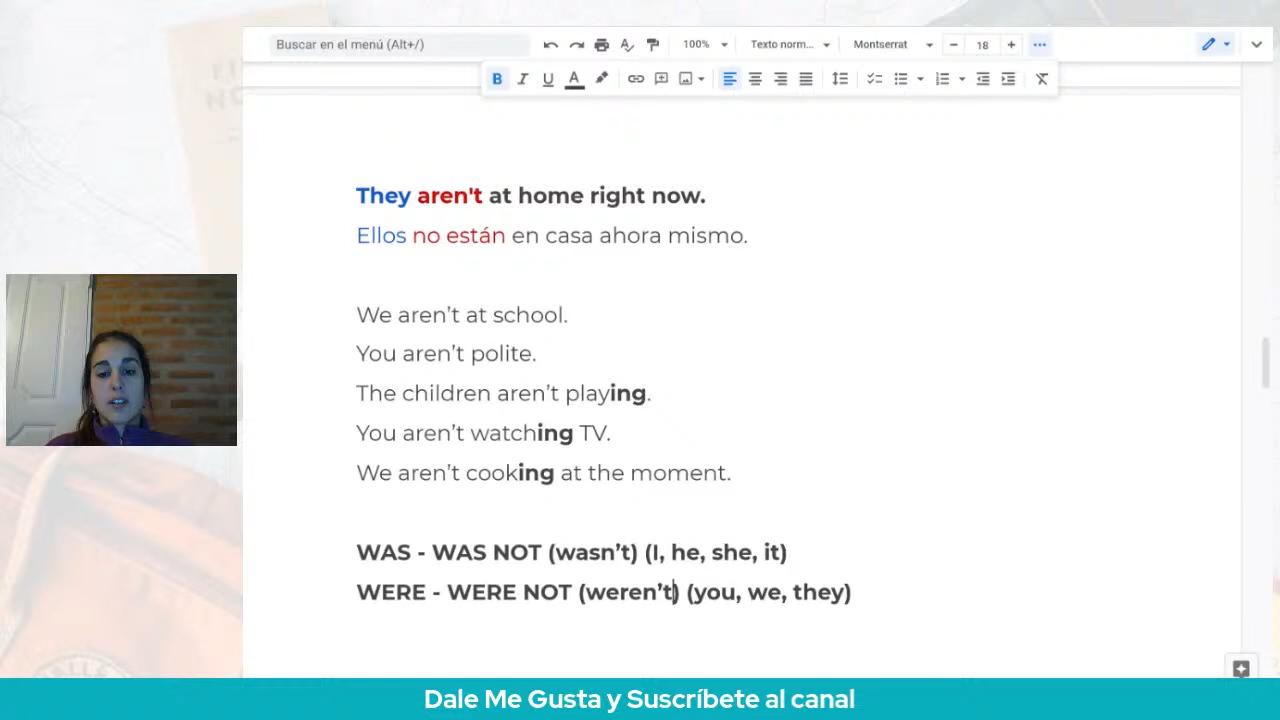 Buscar en el menú (Alt+/)
100%
Texto norm...
Montserrat
18
They aren't at home right now.
Ellos no están en casa ahora mismo.
We aren’t at school.
You aren’t polite.
The children aren’t playing.
You aren’t watching TV.
We aren’t cooking at the moment.
WAS - WAS NOT (wasn’t) (I, he, she, it)
WERE - WERE NOT (weren’t) (you, we, they)
Dale Me Gusta y Suscríbete al canal